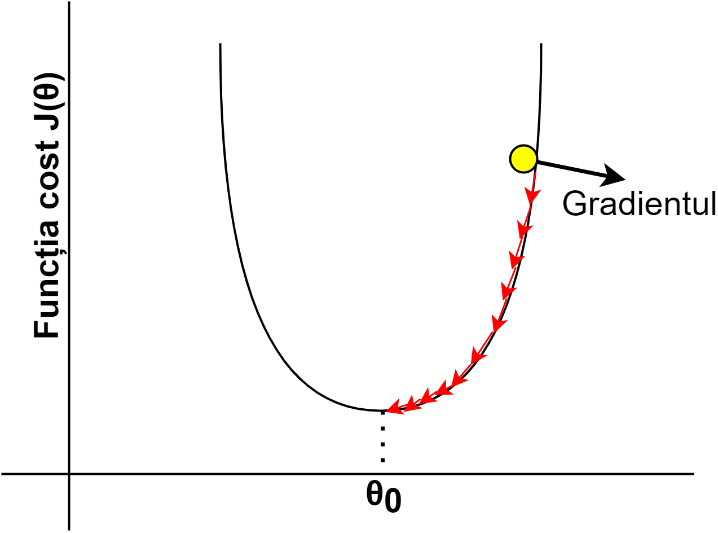 Funcția cost J(θ)
Gradientul
θ0